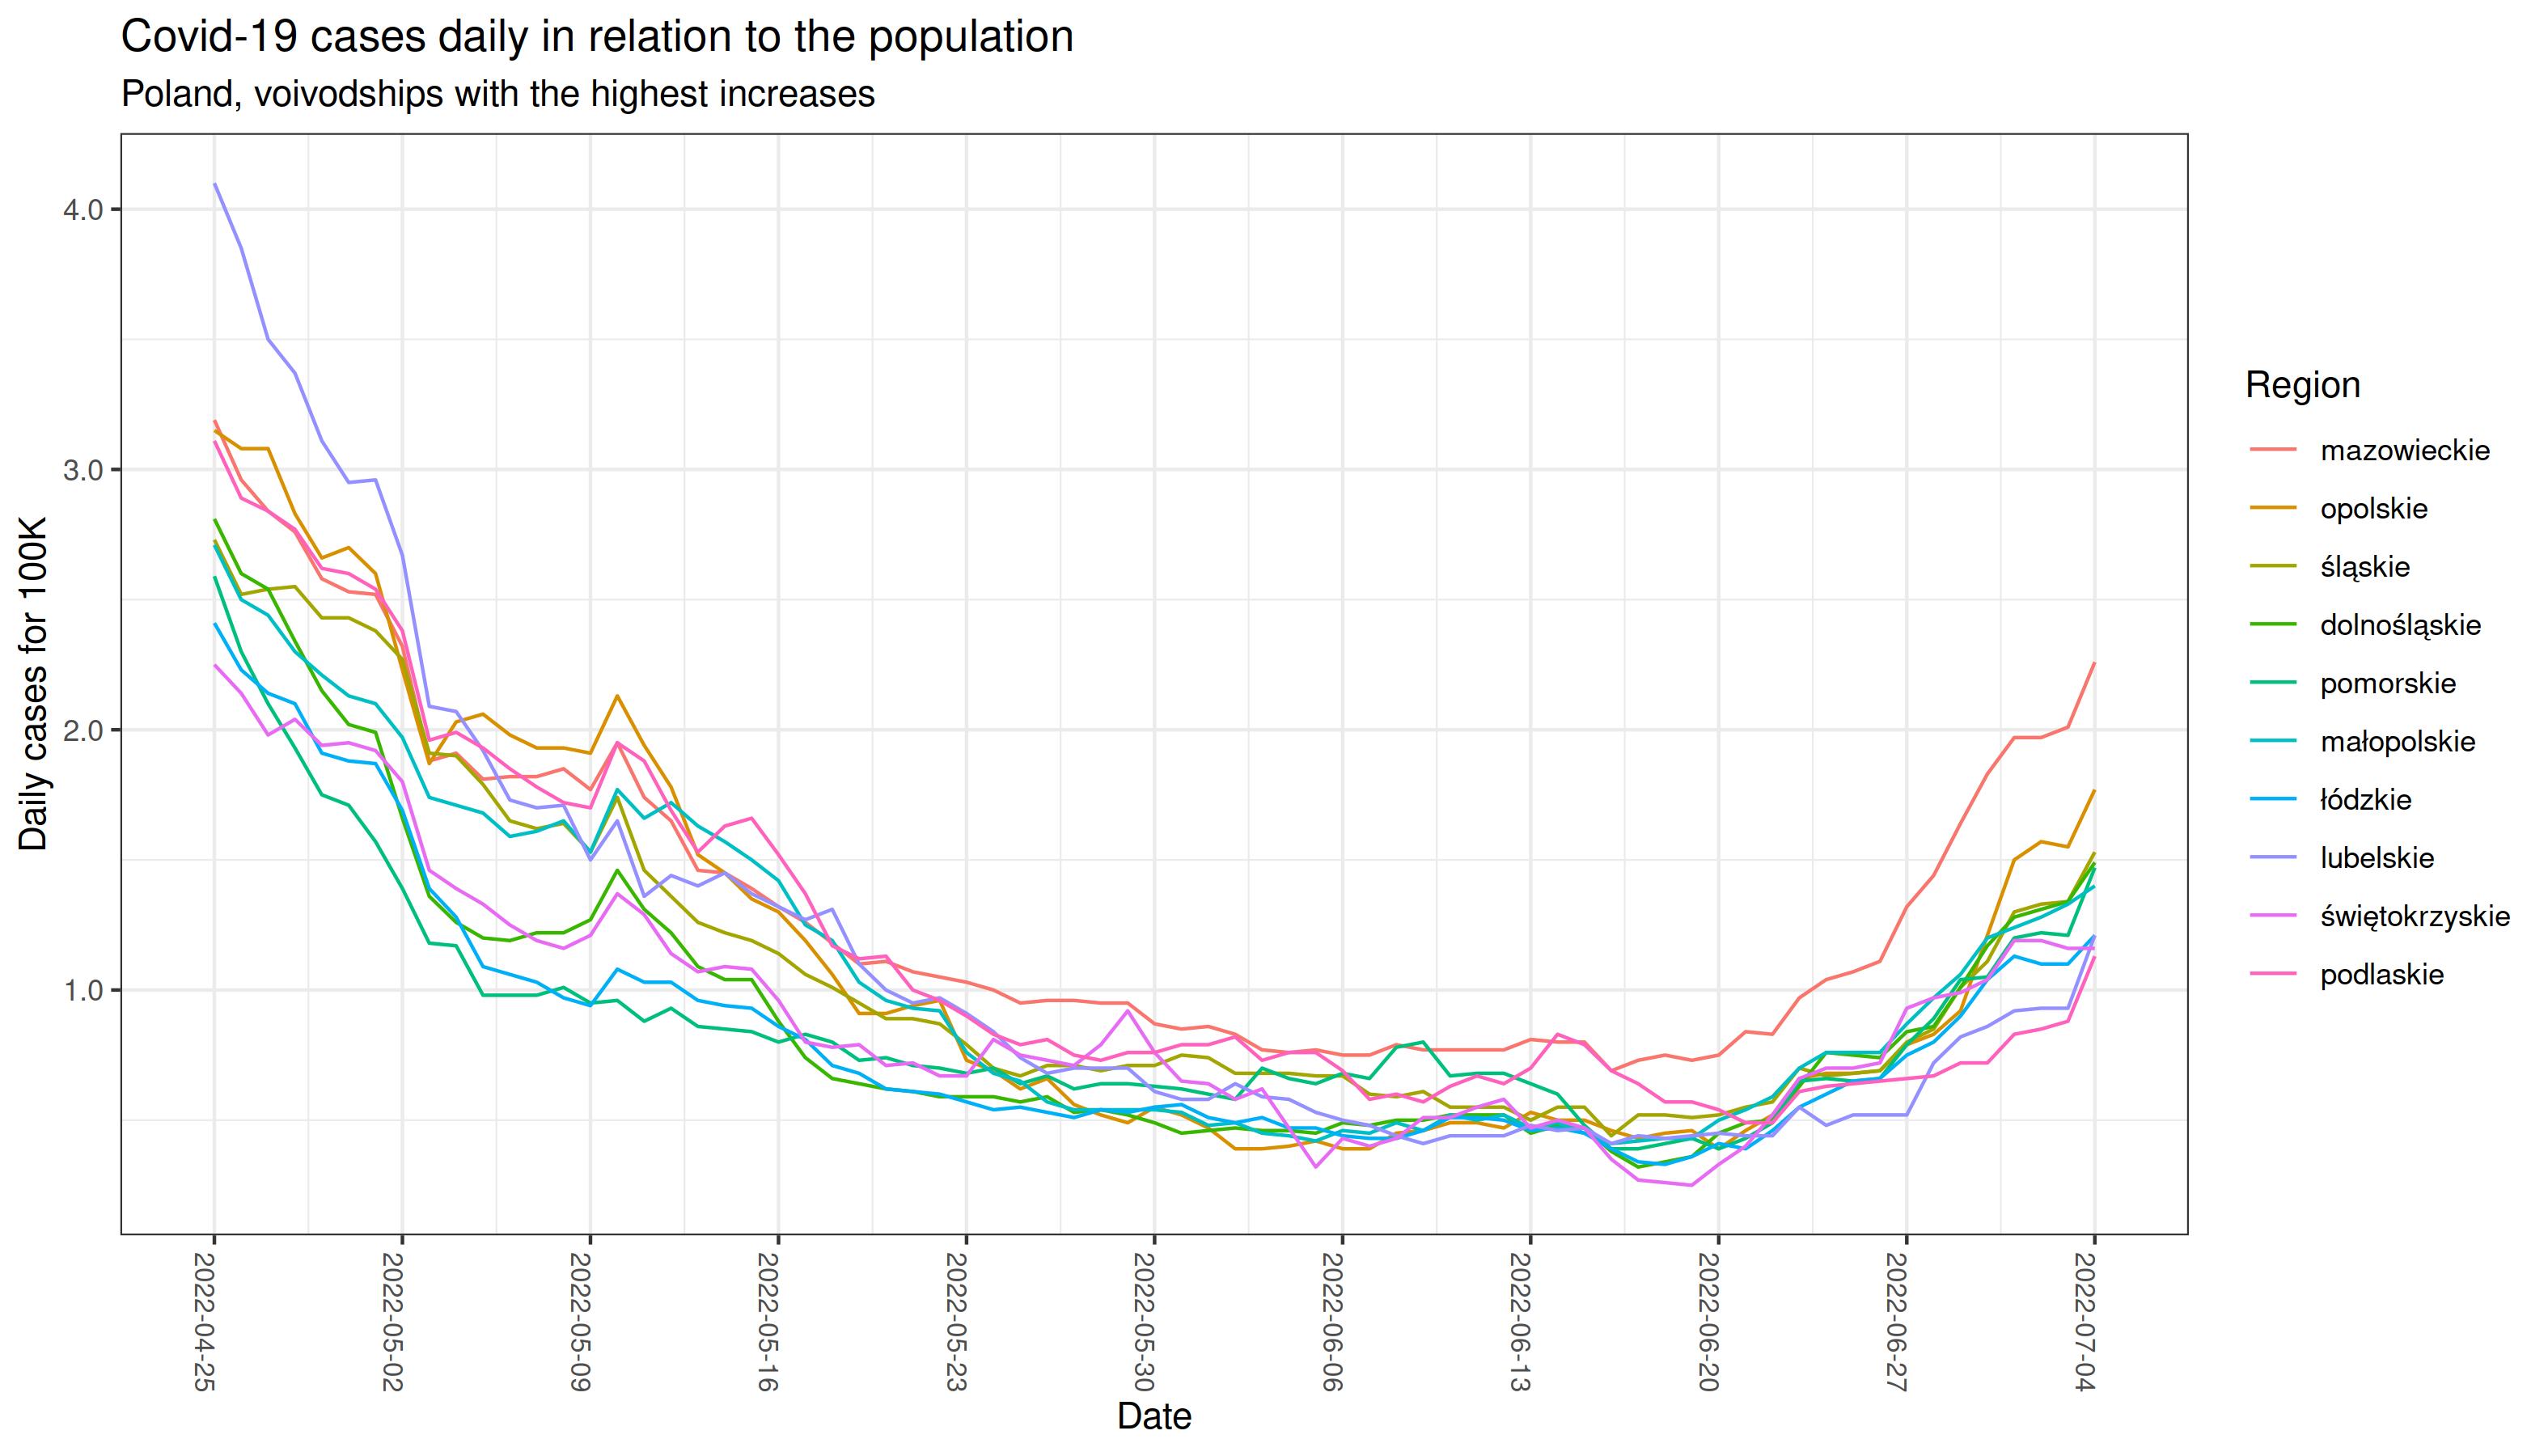 Covid-19 cases daily in relation to the population
Poland, voivodships with the highest increases
Daily cases for 100K
4.0
3.0
2.0
1.0
2022-04-25
2022-05-02
2022-05-09
2022-05-16
2022-05-23
2022-05-30
2022-06-06
2022-06-13
2022-06-20
2022-06-27
2022-07-04
Date
Region
mazowieckie
opolskie
śląskie
dolnośląskie
pomorskie
małopolskie
łódzkie
lubelskie
świętokrzyskie
podlaskie